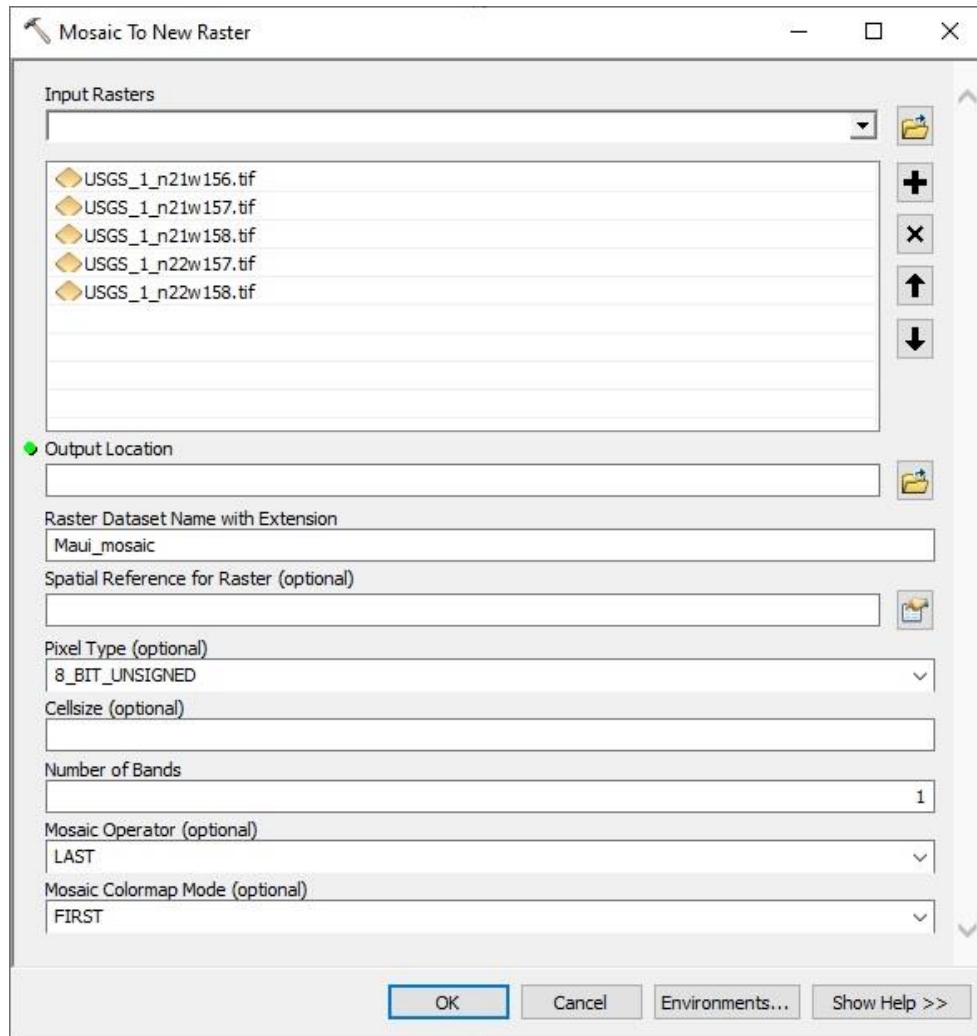 Mosaic To New Raster
Input Rasters
USGS_1_n21w156.tif
USGS_1_n21w157.tif
USGS_1_n21w158.tif
USGS_1_n22w157.tif
USGS_1_n22w158.tif
Output Location
Raster Dataset Name with Extension
Maui_mosaic
Spatial Reference for Raster (optional)
Pixel Type (optional)
8_BIT_UNSIGNED
Cellsize (optional)
Number of Bands
1
Mosaic Operator (optional)
LAST
Mosaic Colormap Mode (optional)
FIRST
OK Cancel Environments... Show Help >>